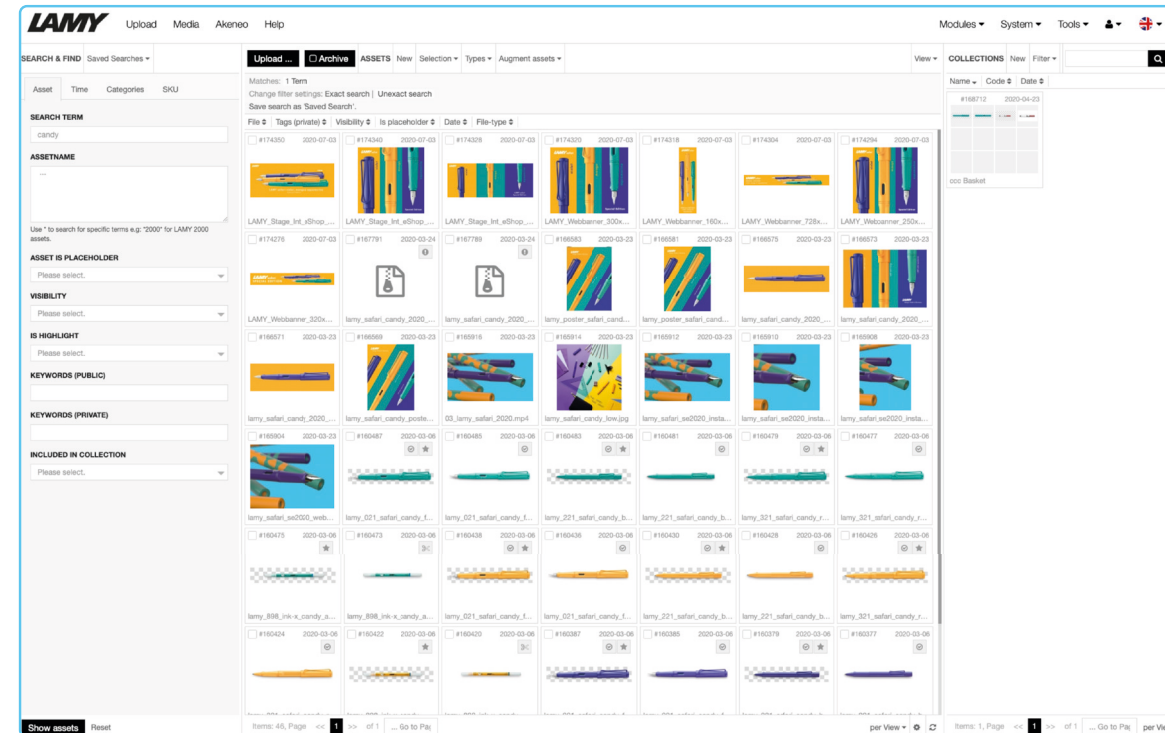 LAMY Upload Media Akeneo Help Modules System Tools
SEARCH & FIND Saved Searches
Upload ... Archive ASSETS New Selection Types Augment assets View
COLLECTIONS New Filter
Asset Time Categories SKU
SEARCH TERM
candy
ASSETNAME
...
Use * to search for specific terms e.g: "2000" for LAMY 2000
assets.
ASSET IS PLACEHOLDER
Please select.
VISIBILITY
Please select.
IS HIGHLIGHT
Please select.
KEYWORDS (PUBLIC)
KEYWORDS (PRIVATE)
INCLUDED IN COLLECTION
Please select.
Show assets Reset
Matches: 1 Term
Change filter settings: Exact search | Unexact search
Save search as 'Saved Search'.
File Tags (private) Visibility Is placeholder Date File-type
#174350 2020-07-03 #174340 2020-07-03 #174328 2020-07-03 #174320 2020-07-03 #174318 2020-07-03 #174304 2020-07-03 #174294 2020-07-03
LAMY_Stage_Int_eShop_... LAMY_Stage_Int_eShop_... LAMY_Stage_Int_eShop_... LAMY_Webbanner_300x... LAMY_Webbanner_160x... LAMY_Webbanner_728x... LAMY_Webbanner_250x...
#174276 2020-07-03 #167791 2020-03-24 #167789 2020-03-24 #166583 2020-03-23 #166581 2020-03-23 #166575 2020-03-23 #166573 2020-03-23
LAMY_Webbanner_320x... lamy_safari_candy_2020_... lamy_safari_candy_2020_... lamy_poster_safari_cand... lamy_poster_safari_cand... lamy_safari_candy_2020_... lamy_safari_candy_2020_...
#166571 2020-03-23 #166569 2020-03-23 #165916 2020-03-23 #165914 2020-03-23 #165912 2020-03-23 #165910 2020-03-23 #165908 2020-03-23
lamy_safari_candy_2020_... lamy_safari_candy_poste... 03_lamy_safari_2020.mp4 lamy_safari_candy_low.jpg lamy_safari_se2020_insta... lamy_safari_se2020_insta... lamy_safari_se2020_insta...
#165904 2020-03-23 #160487 2020-03-06 #160485 2020-03-06 #160483 2020-03-06 #160481 2020-03-06 #160479 2020-03-06 #160477 2020-03-06
lamy_safari_se2020_web... lamy_021_safari_candy_f... lamy_021_safari_candy_f... lamy_221_safari_candy_b... lamy_221_safari_candy_b... lamy_321_safari_candy_r... lamy_321_safari_candy_r...
#160475 2020-03-06 #160473 2020-03-06 #160438 2020-03-06 #160436 2020-03-06 #160430 2020-03-06 #160428 2020-03-06 #160426 2020-03-06
lamy_898_ink-x_candy_a... lamy_898_ink-x_candy_a... lamy_021_safari_candy_f... lamy_021_safari_candy_f... lamy_221_safari_candy_b... lamy_221_safari_candy_b... lamy_321_safari_candy_r...
#160424 2020-03-06 #160422 2020-03-06 #160420 2020-03-06 #160387 2020-03-06 #160385 2020-03-06 #160379 2020-03-06 #160377 2020-03-06
Items: 46, Page << 1 >> of 1 ... Go to Pag per View
Name Code Date
#168712 2020-04-23
ccc Basket
Items: 1, Page << 1 >> of 1 ... Go to Pag per Vie